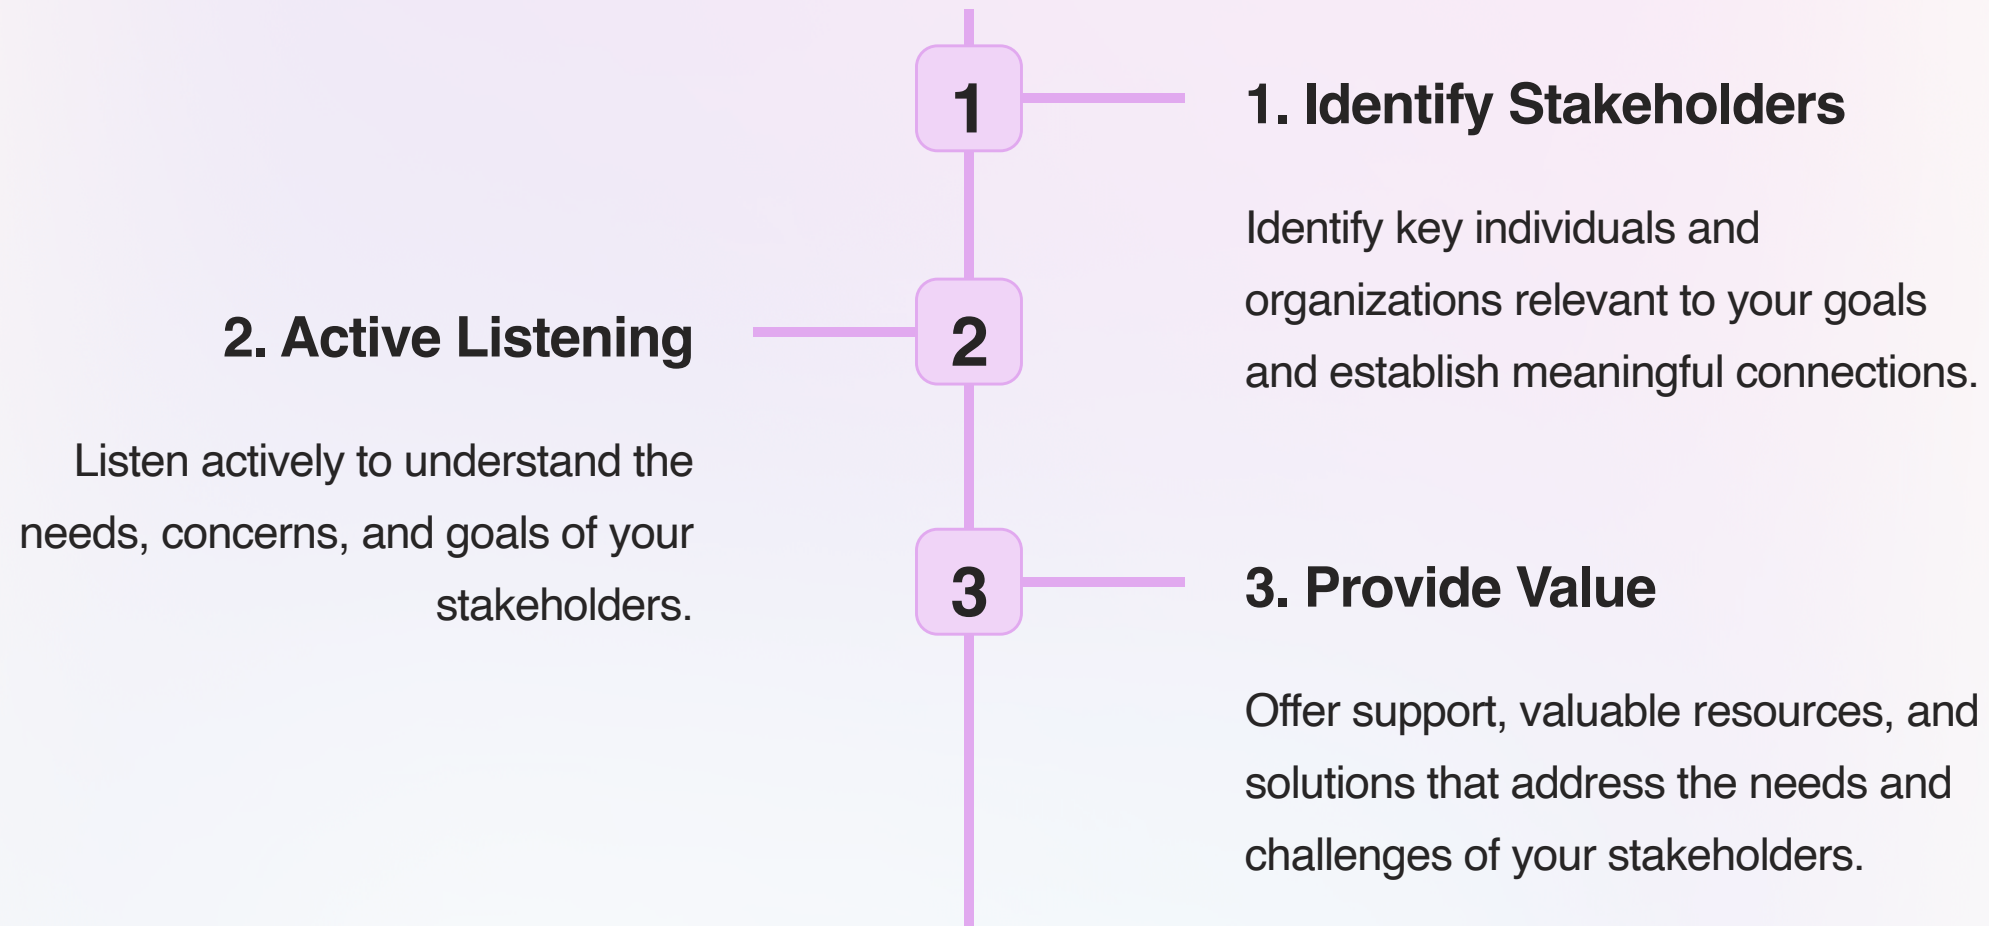 1
1. Identify Stakeholders
Identify key individuals and
organizations relevant to your goals
and establish meaningful connections.
2
2. Active Listening
Listen actively to understand the
needs, concerns, and goals of your
stakeholders.
3
3. Provide Value
Offer support, valuable resources, and
solutions that address the needs and
challenges of your stakeholders.